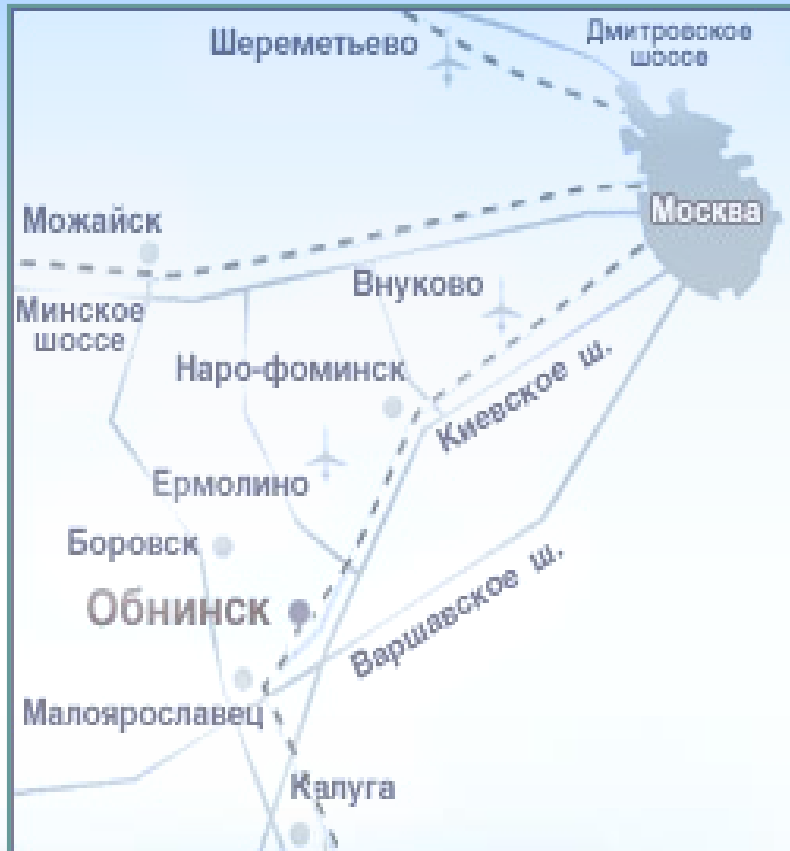 Шереметьево
Дмитровское
шоссе
Москва
Можайск
Внуково
Минское
шоссе
Наро-фоминск
Киевское ш.
Ермолино
Боровск
Обнинск
Варшавское ш.
Малоярославец
Калуга